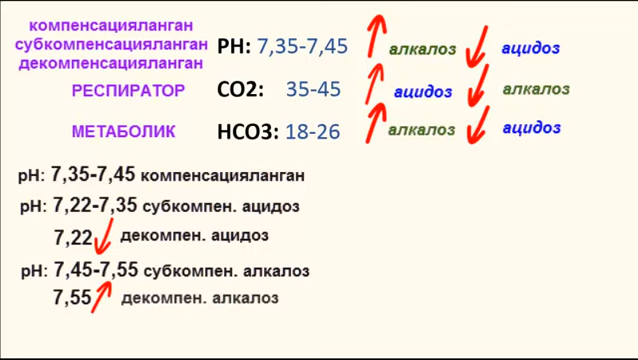 компенсацияланган
субкомпенсацияланган
декомпенсацияланган
PH: 7,35-7,45 алкалоз ацидоз
РЕСПИРАТОР CO2: 35-45 ацидоз алкалоз
МЕТАБОЛИК HCO3: 18-26 алкалоз ацидоз
pH: 7,35-7,45 компенсацияланган
pH: 7,22-7,35 субкомпен. ацидоз
7,22 декомпен. ацидоз
pH: 7,45-7,55 субкомпен. алкалоз
7,55 декомпен. алкалоз